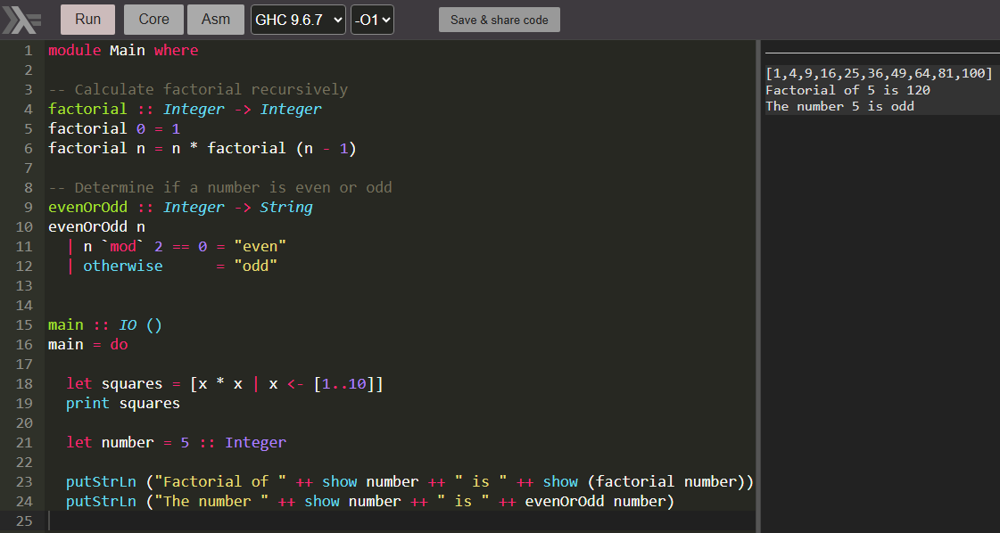 Run Core Asm GHC 9.6.7 -O1 Save & share code
1 module Main where
2
3 -- Calculate factorial recursively
4 factorial :: Integer -> Integer
5 factorial 0 = 1
6 factorial n = n * factorial (n - 1)
7
8 -- Determine if a number is even or odd
9 evenOrOdd :: Integer -> String
10 evenOrOdd n
11   | n `mod` 2 == 0 = "even"
12   | otherwise      = "odd"
13
14
15 main :: IO ()
16 main = do
17
18   let squares = [x * x | x <- [1..10]]
19   print squares
20
21   let number = 5 :: Integer
22
23   putStrLn ("Factorial of " ++ show number ++ " is " ++ show (factorial number))
24   putStrLn ("The number " ++ show number ++ " is " ++ evenOrOdd number)
25
[1,4,9,16,25,36,49,64,81,100]
Factorial of 5 is 120
The number 5 is odd